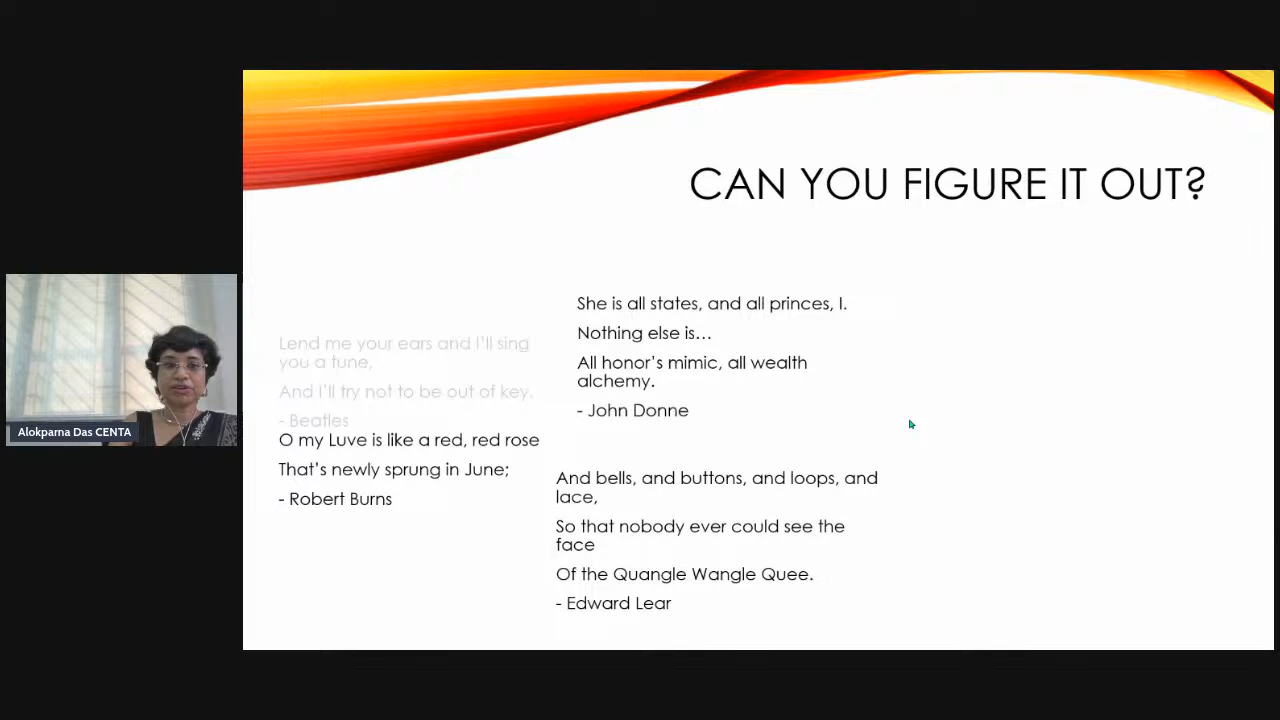 CAN YOU FIGURE IT OUT?
Lend me your ears and I'll sing
you a tune,
And I'll try not to be out of key.
- Beatles
O my Luve is like a red, red rose
That's newly sprung in June;
- Robert Burns
She is all states, and all princes, I.
Nothing else is…
All honor's mimic, all wealth
alchemy.
- John Donne
And bells, and buttons, and loops, and
lace,
So that nobody ever could see the
face
Of the Quangle Wangle Quee.
- Edward Lear
Alokparna Das CENTA